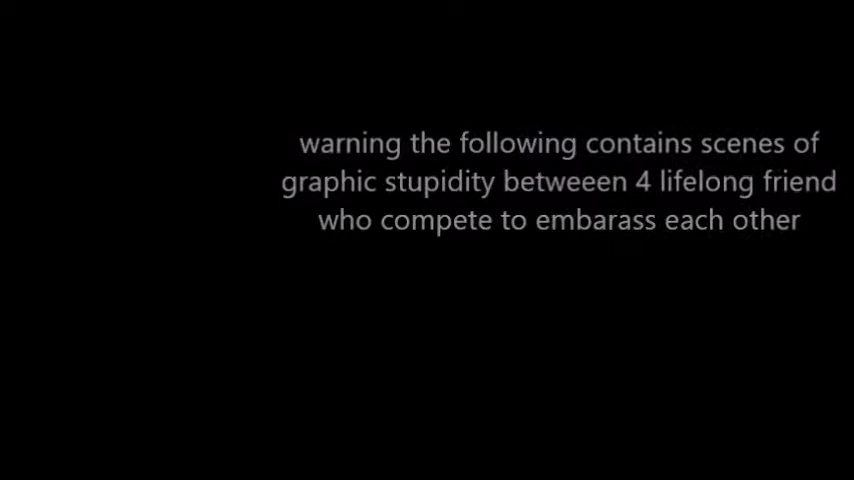 warning the following contains scenes of
graphic stupidity betweeen 4 lifelong friend
who compete to embarass each other